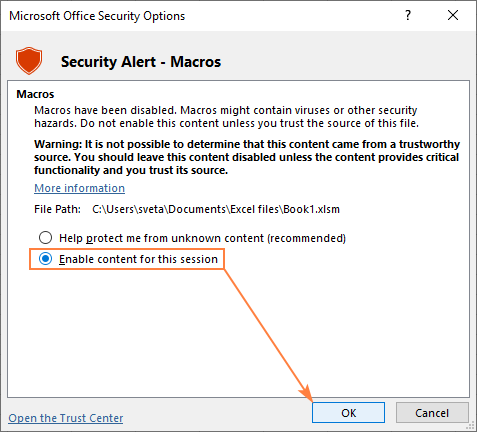 Microsoft Office Security Options
Security Alert - Macros
Macros
Macros have been disabled. Macros might contain viruses or other security
hazards. Do not enable this content unless you trust the source of this file.
Warning: It is not possible to determine that this content came from a trustworthy
source. You should leave this content disabled unless the content provides critical
functionality and you trust its source.
More information
File Path: C:\Users\sveta\Documents\Excel files\Book1.xlsm
Help protect me from unknown content (recommended)
Enable content for this session
Open the Trust Center
OK
Cancel